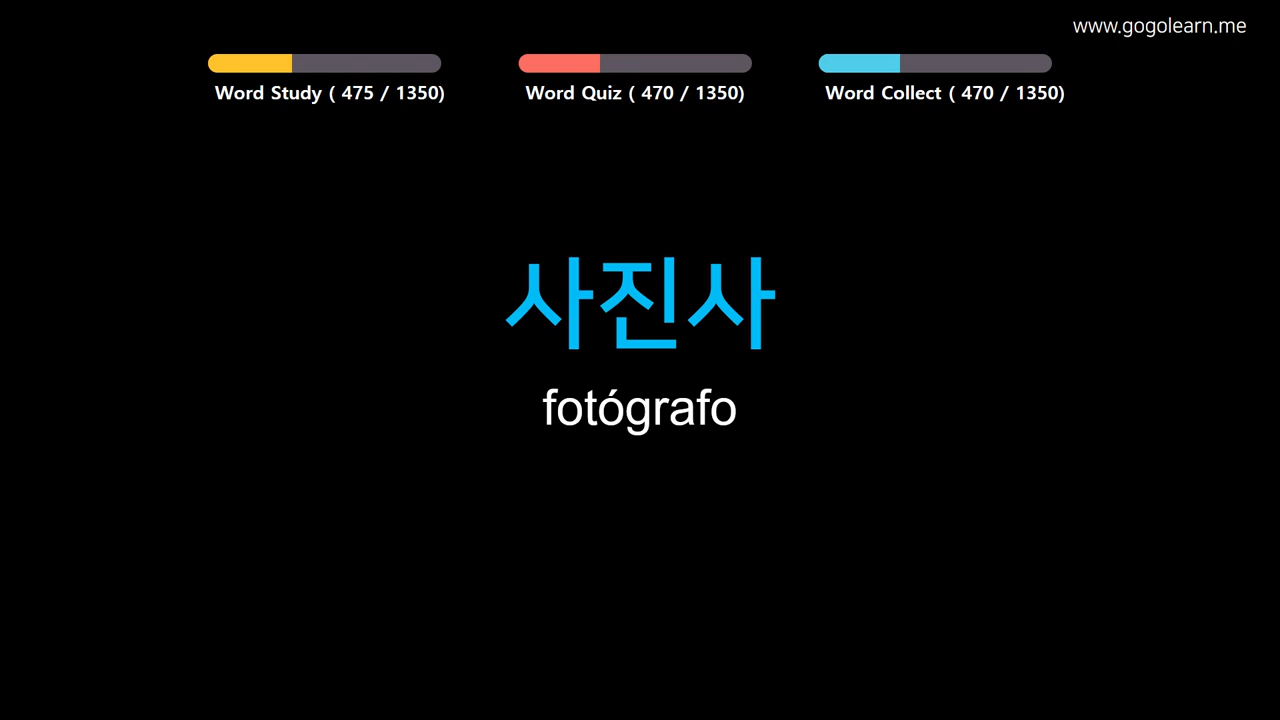 www.gogolearn.me
Word Study ( 475 / 1350)
Word Quiz ( 470 / 1350)
Word Collect ( 470 / 1350)
사진사
fotógrafo